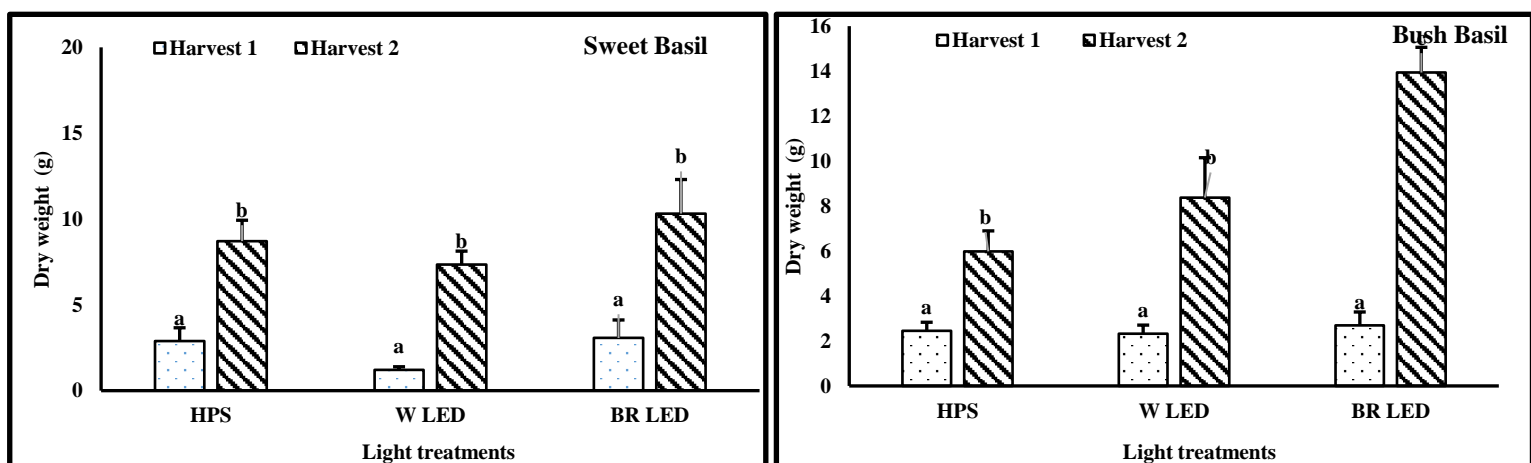 Harvest 1 Harvest 2
Sweet Basil
20
15
10
5
0
Dry weight (g)
a
b
a
b
a
b
HPS W LED BR LED
Light treatments
Harvest 1 Harvest 2
Bush Basil
16
14
12
10
8
6
4
2
0
Dry weight (g)
a
b
a
b
a
c
HPS W LED BR LED
Light treatments